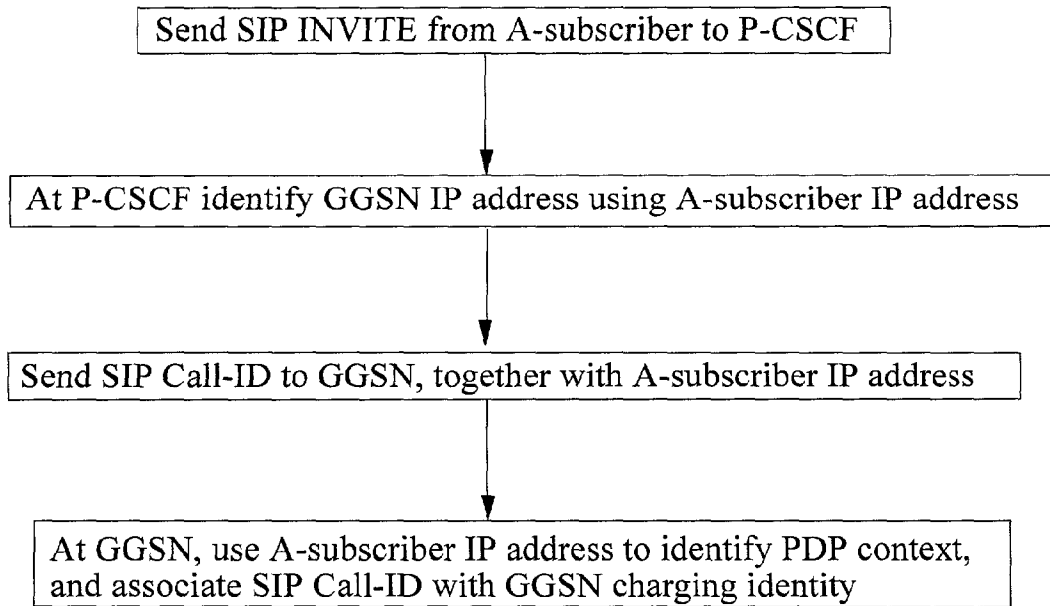 Send SIP INVITE from A-subscriber to P-CSCF
At P-CSCF identify GGSN IP address using A-subscriber IP address
Send SIP Call-ID to GGSN, together with A-subscriber IP address
At GGSN, use A-subscriber IP address to identify PDP context,
and associate SIP Call-ID with GGSN charging identity